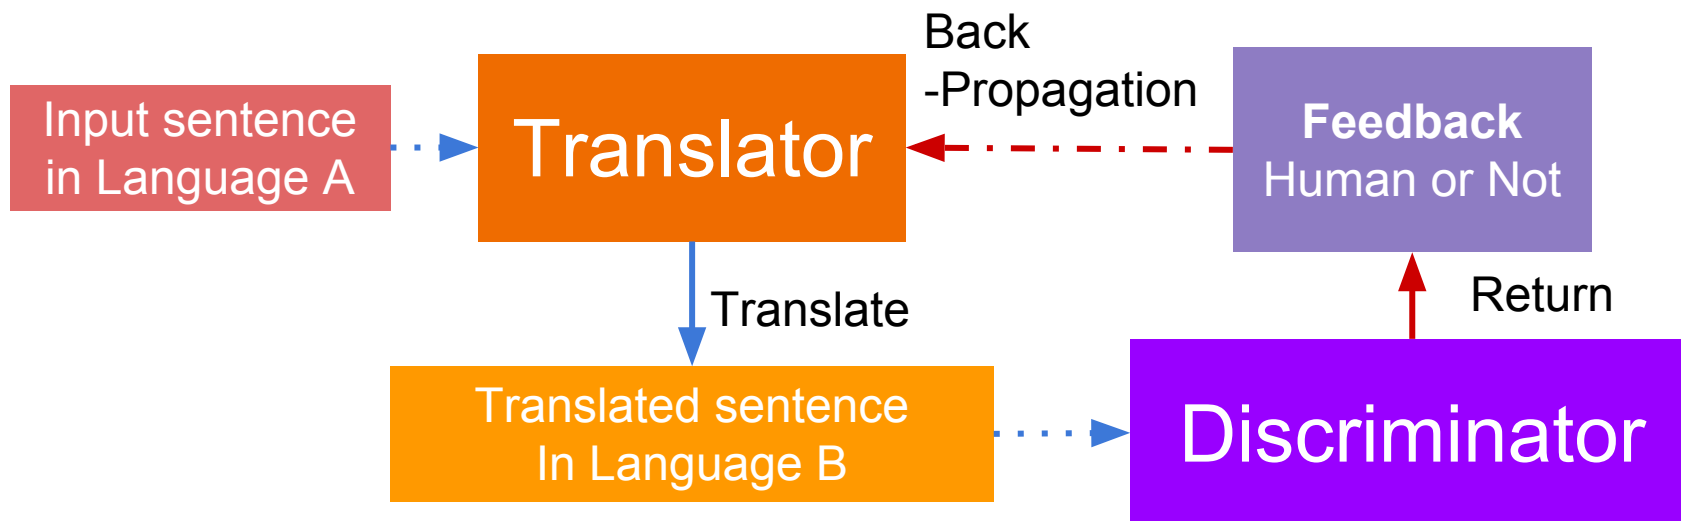 Input sentence
in Language A
Translator
Back
-Propagation
Feedback
Human or Not
Translate
Return
Translated sentence
In Language B
Discriminator